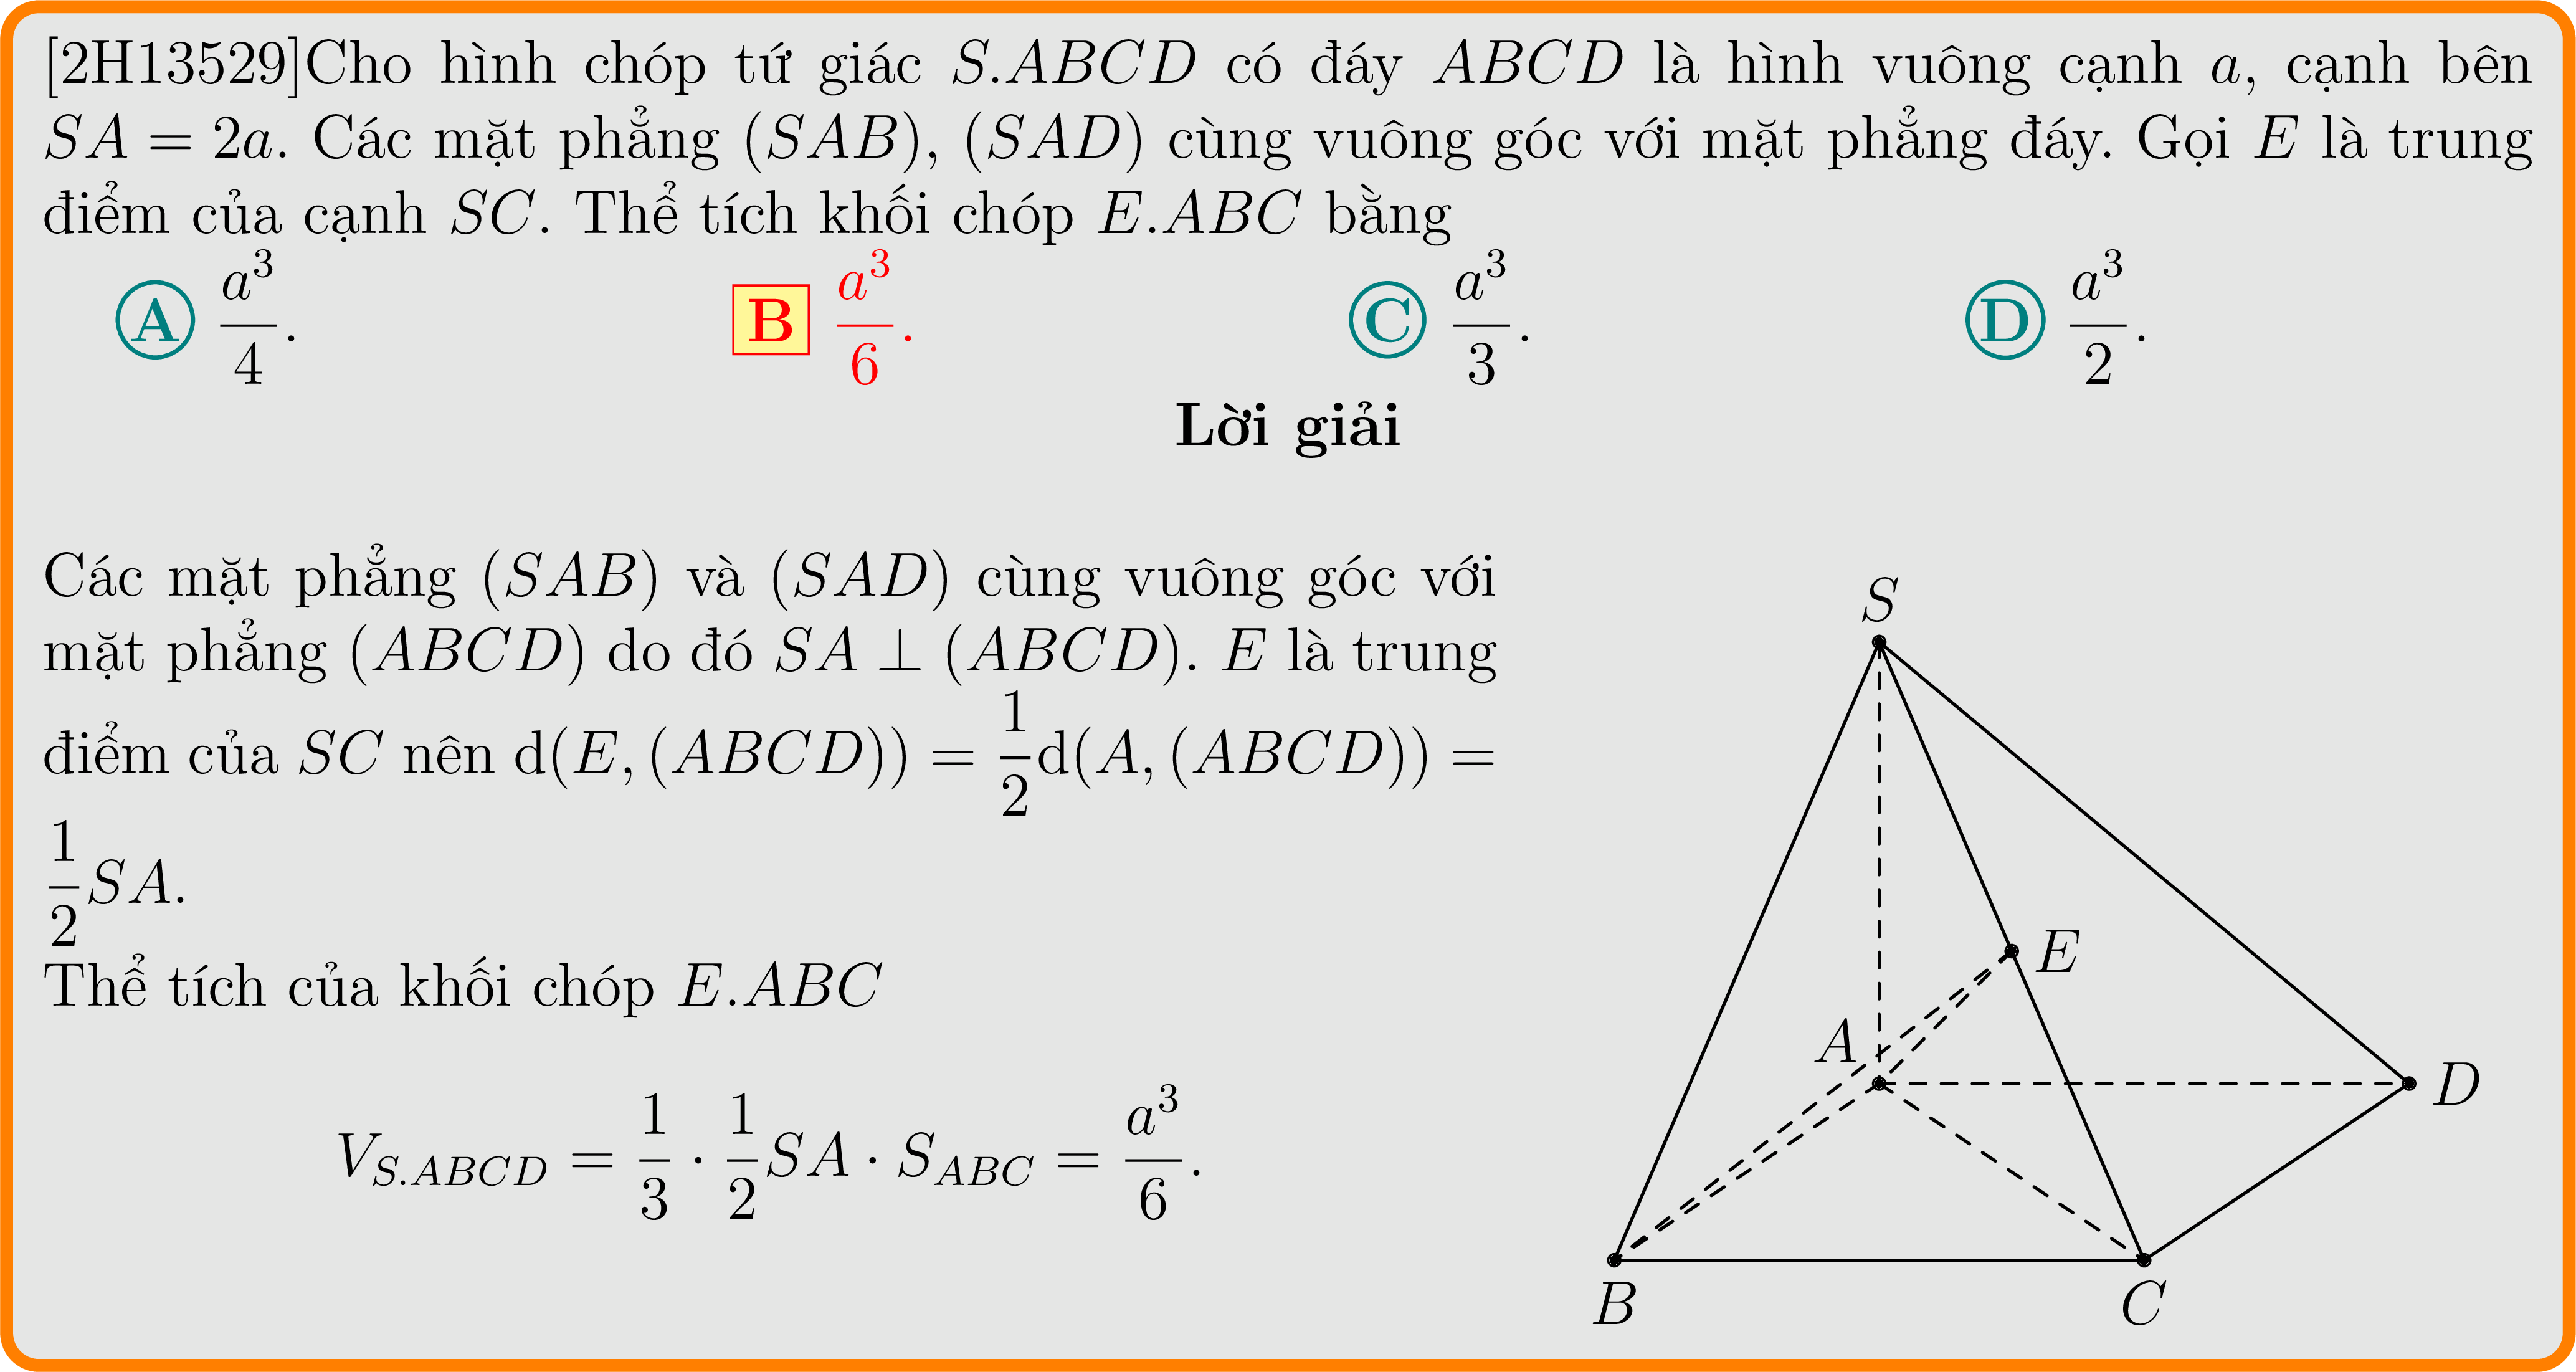 [2H13529]Cho hình chóp tứ giác S.ABCD có đáy ABCD là hình vuông cạnh a, cạnh bên
SA = 2a. Các mặt phẳng (SAB), (SAD) cùng vuông góc với mặt phẳng đáy. Gọi E là trung
điểm của cạnh SC. Thể tích khối chóp E.ABC bằng
A $\frac{a^3}{4}$. B $\frac{a^3}{6}$. C $\frac{a^3}{3}$. D $\frac{a^3}{2}$.
Lời giải
Các mặt phẳng (SAB) và (SAD) cùng vuông góc với
mặt phẳng (ABCD) do đó SA ⊥ (ABCD). E là trung
điểm của SC nên d(E, (ABCD)) = $\frac{1}{2}$d(A, (ABCD)) =
$\frac{1}{2}$SA.
Thể tích của khối chóp E.ABC
$V_{S.ABCD} = \frac{1}{3} \cdot \frac{1}{2}SA \cdot S_{ABC} = \frac{a^3}{6}$.
S
E
A
D
B
C